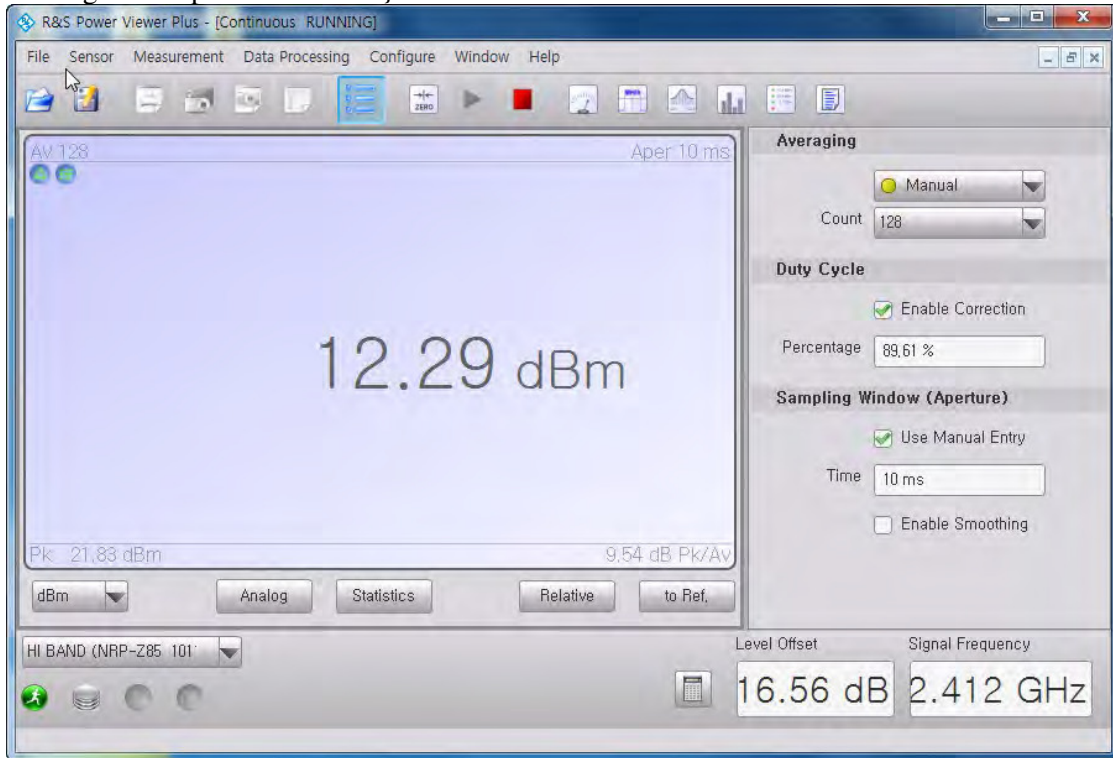 R&S Power Viewer Plus - [Continuous RUNNING]
File Sensor Measurement Data Processing Configure Window Help
ZERO
AV 128 Aper 10 ms
12.29 dBm
Pk 21,83 dBm 9,54 dB Pk/Av
dBm Analog Statistics Relative to Ref,
Averaging
Manual
Count 128
Duty Cycle
Enable Correction
Percentage 89,61 %
Sampling Window (Aperture)
Use Manual Entry
Time 10 ms
Enable Smoothing
HI BAND (NRP-Z85 101
Level Offset Signal Frequency
16.56 dB 2.412 GHz